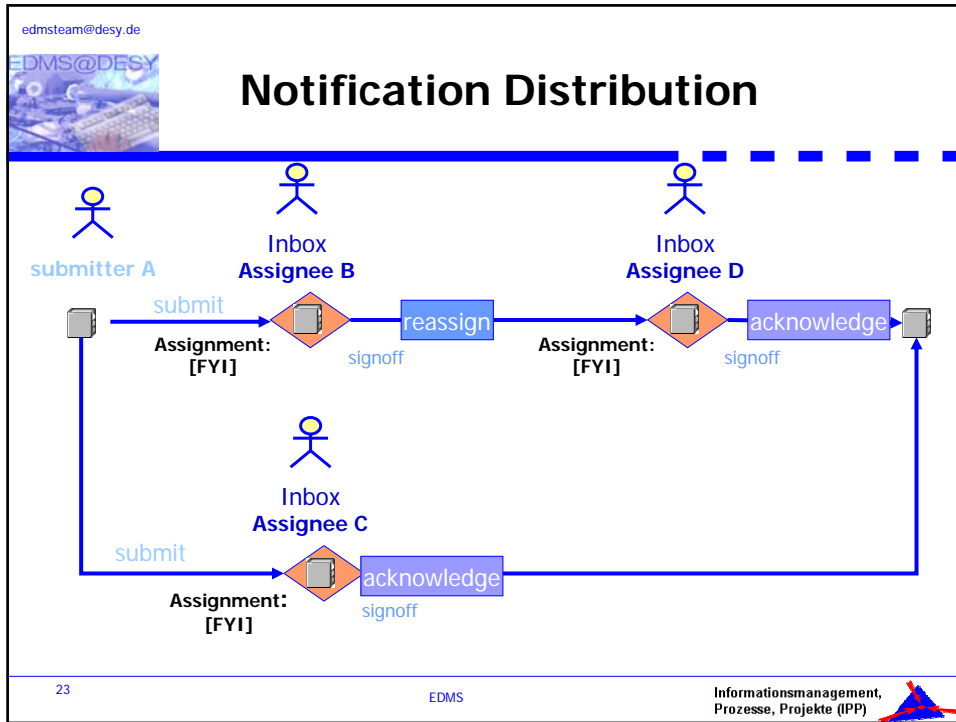 edmsteam@desy.de
EDMS@DESY
Notification Distribution
submitter A
Inbox
Assignee B
Inbox
Assignee D
submit
reassign
acknowledge
Assignment:
[FYI]
signoff
Assignment:
[FYI]
signoff
Inbox
Assignee C
submit
acknowledge
Assignment:
[FYI]
signoff
23
EDMS
Informationsmanagement,
Prozesse, Projekte (IPP)